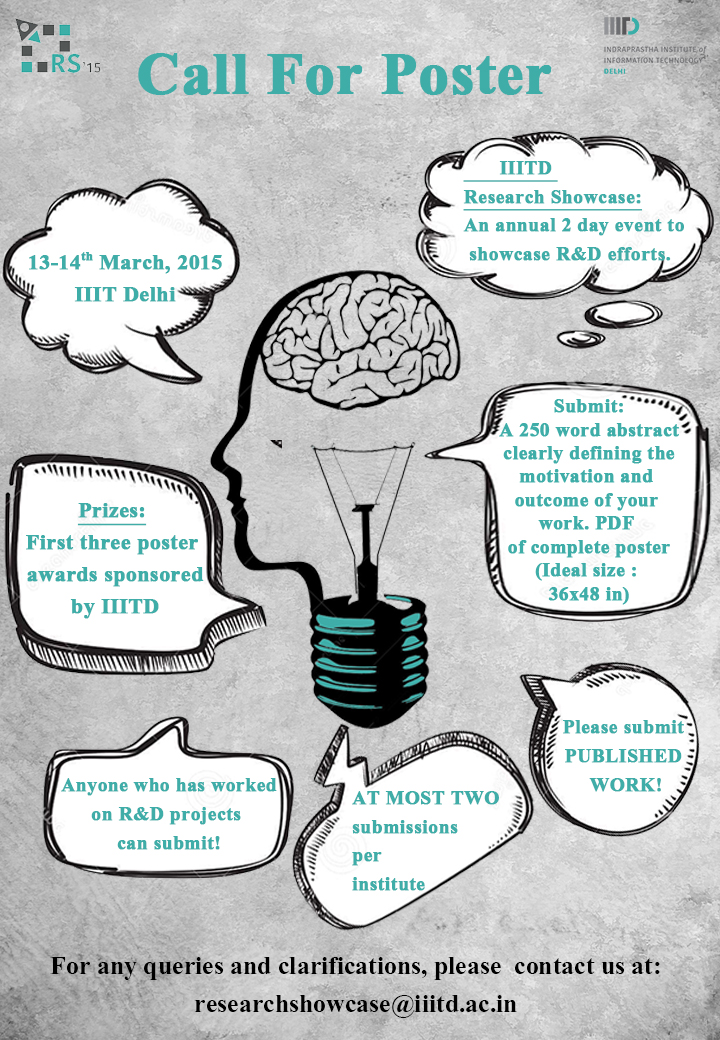 RS'15
IIITD
INDRAPRASTHA INSTITUTE of
INFORMATION TECHNOLOGY
DELHI
Call For Poster
IIITD
Research Showcase:
An annual 2 day event to
showcase R&D efforts.
13-14th March, 2015
IIIT Delhi
Submit:
A 250 word abstract
clearly defining the
motivation and
outcome of your
work. PDF
of complete poster
(Ideal size :
36x48 in)
Prizes:
First three poster
awards sponsored
by IIITD
Please submit
PUBLISHED
WORK!
Anyone who has worked
on R&D projects
can submit!
AT MOST TWO
submissions
per
institute
For any queries and clarifications, please contact us at:
researchshowcase@iiitd.ac.in